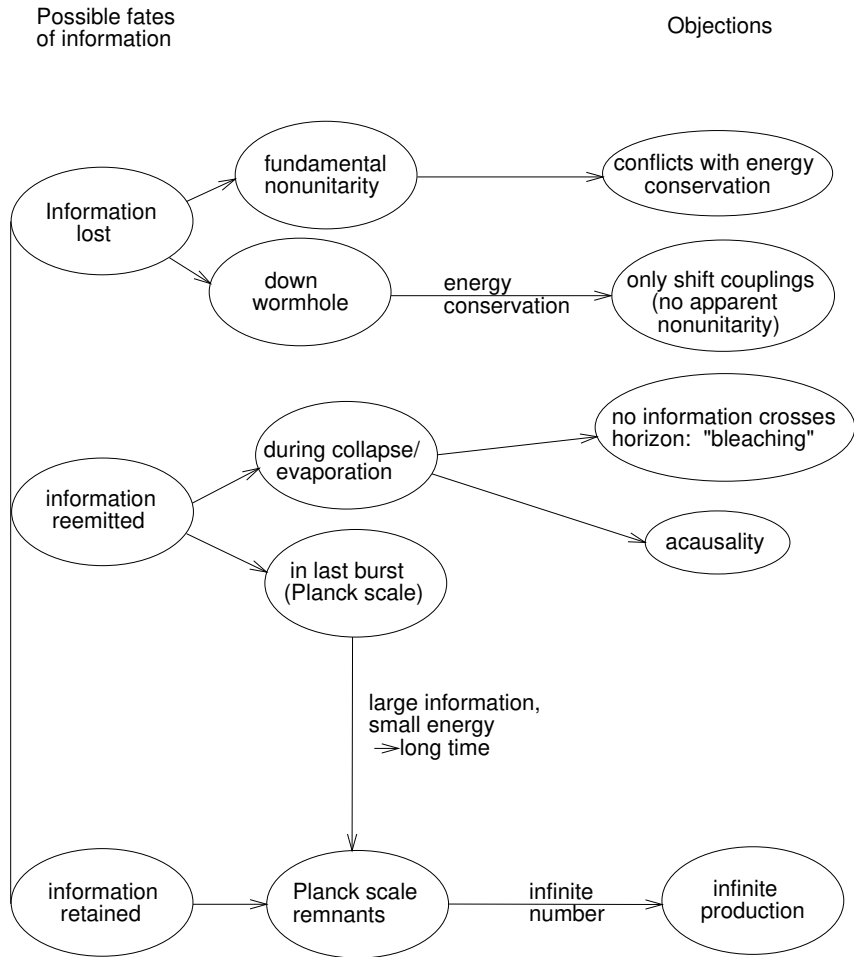 Possible fates
of information
Objections
fundamental
nonunitarity
conflicts with energy
conservation
Information
lost
down
wormhole
energy
conservation
only shift couplings
(no apparent
nonunitarity)
no information crosses
horizon: "bleaching"
during collapse/
evaporation
information
reemitted
acausality
in last burst
(Planck scale)
large information,
small energy
long time
information
retained
Planck scale
remnants
infinite
number
infinite
production